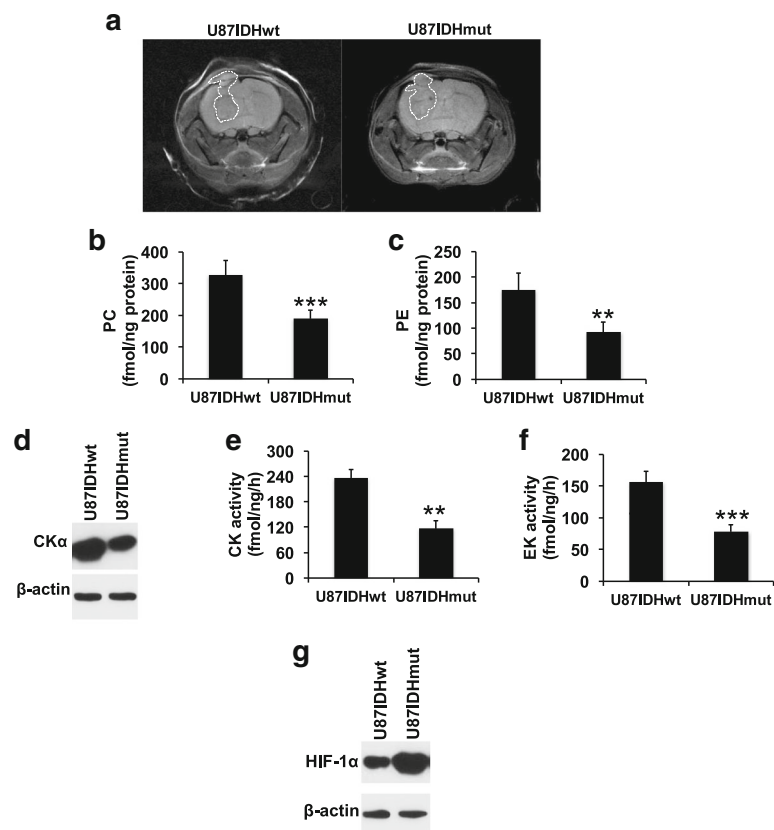 a
U87IDHwt
U87IDHmut
b
PC
(fmol/ng protein)
400
300
200
100
0
***
U87IDHwt
U87IDHmut
c
PE
(fmol/ng protein)
250
200
150
100
50
0
**
U87IDHwt
U87IDHmut
d
U87IDHwt
U87IDHmut
CKα
β-actin
e
CK activity
(fmol/ng/h)
300
240
180
120
60
0
**
U87IDHwt
U87IDHmut
f
EK activity
(fmol/ng/h)
200
150
100
50
0
***
U87IDHwt
U87IDHmut
g
U87IDHwt
U87IDHmut
HIF-1α
β-actin